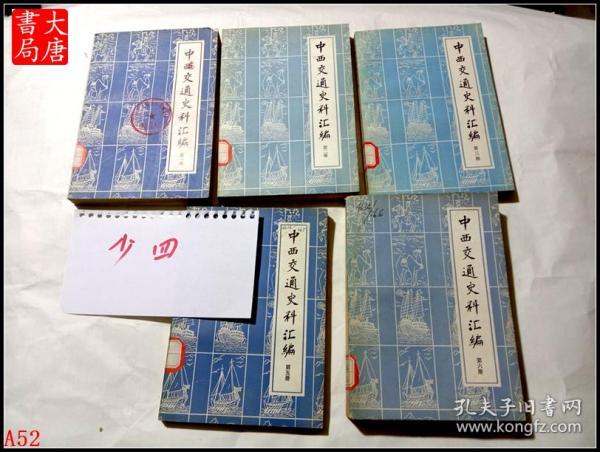 大唐
書局
中西交通史料汇编
第一册
中西交通史料汇编
第二册
中西交通史料汇编
第三册
少四
中西交通史料汇编
第五册
中西交通史料汇编
第六册
孔夫子旧书网
www.kongfz.com
A52